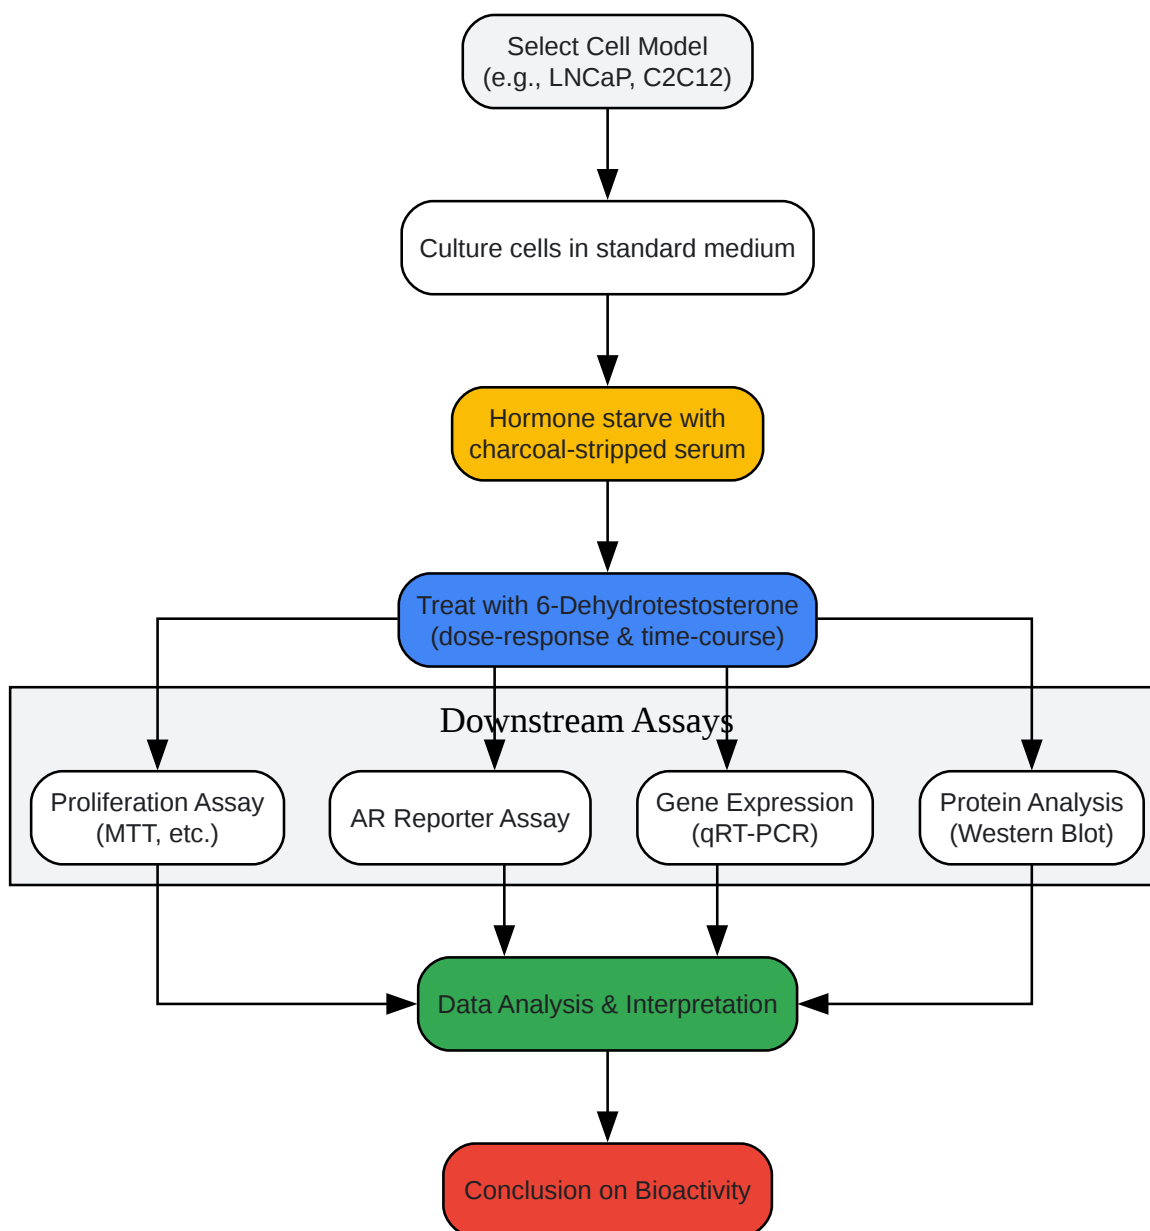 Select Cell Model
(e.g., LNCaP, C2C12)
Culture cells in standard medium
Hormone starve with
charcoal-stripped serum
Treat with 6-Dehydrotestosterone
(dose-response & time-course)
Downstream Assays
Proliferation Assay
(MTT, etc.)
AR Reporter Assay
Gene Expression
(qRT-PCR)
Protein Analysis
(Western Blot)
Data Analysis & Interpretation
Conclusion on Bioactivity